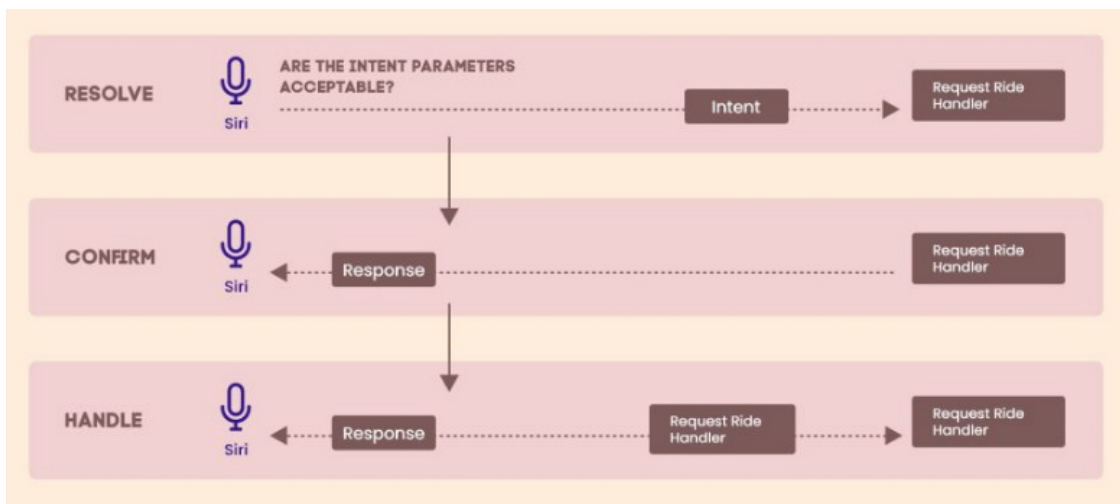 RESOLVE
Siri
ARE THE INTENT PARAMETERS
ACCEPTABLE?
Intent
Request Ride
Handler
CONFIRM
Siri
Response
Request Ride
Handler
HANDLE
Siri
Response
Request Ride
Handler
Request Ride
Handler